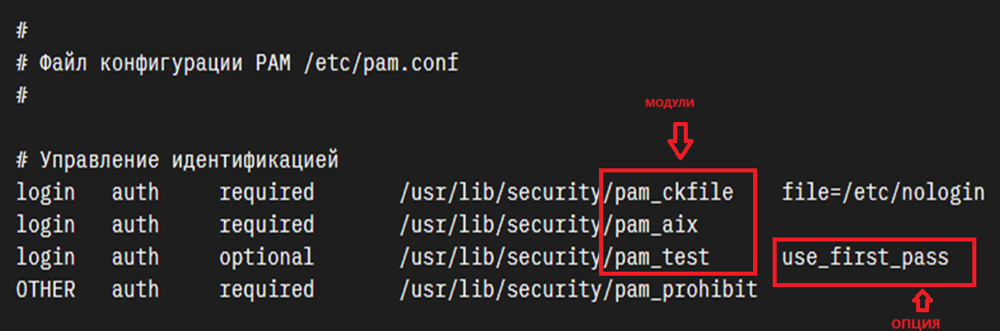 #
# Файл конфигурации PAM /etc/pam.conf
#
МОДУЛИ
# Управление идентификацией
login auth required /usr/lib/security/pam_ckfile file=/etc/nologin
login auth required /usr/lib/security/pam_aix
login auth optional /usr/lib/security/pam_test use_first_pass
OTHER auth required /usr/lib/security/pam_prohibit
ОПЦИЯ